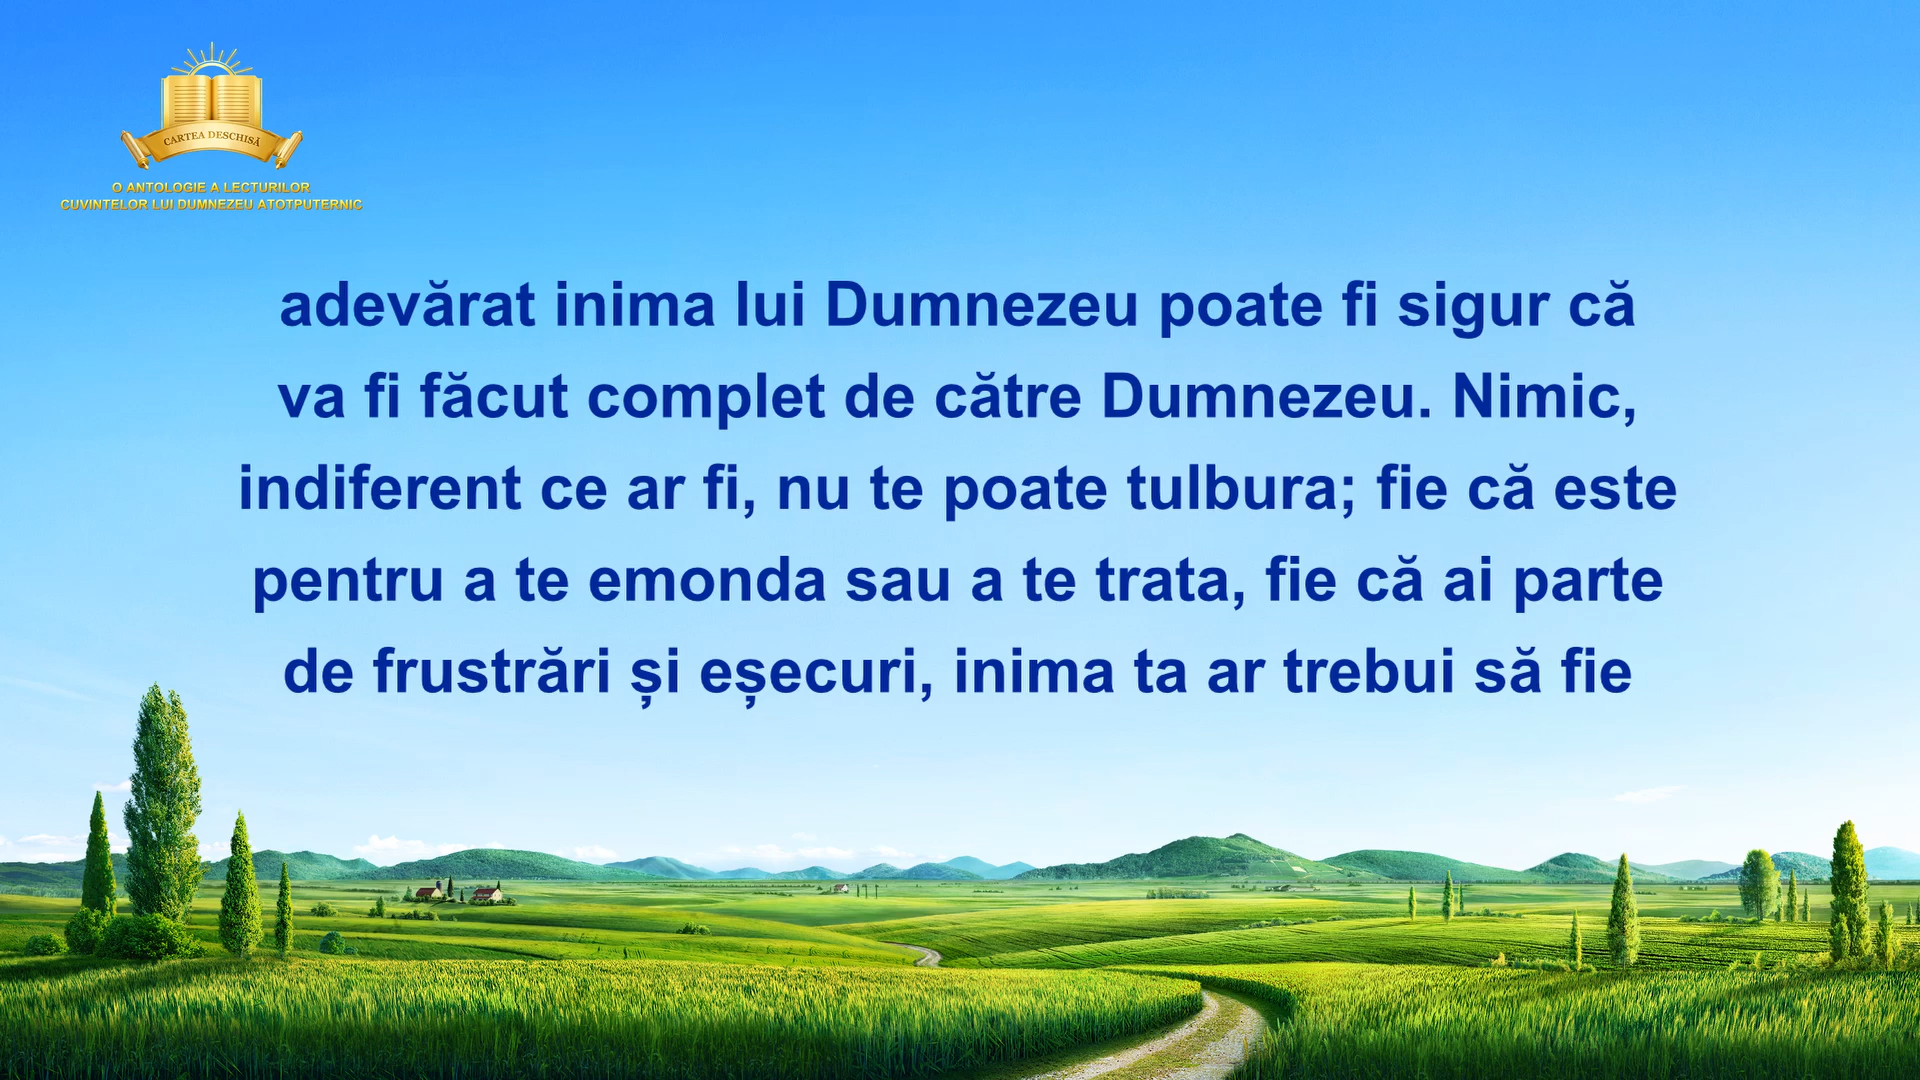 CARTEA DESCHISĂ
O ANTOLOGIE A LECTURILOR
CUVINTELOR LUI DUMNEZEU ATOTPUTERNIC
adevărat inima lui Dumnezeu poate fi sigur că
va fi făcut complet de către Dumnezeu. Nimic,
indiferent ce ar fi, nu te poate tulbura; fie că este
pentru a te emonda sau a te trata, fie că ai parte
de frustrări și eșecuri, inima ta ar trebui să fie